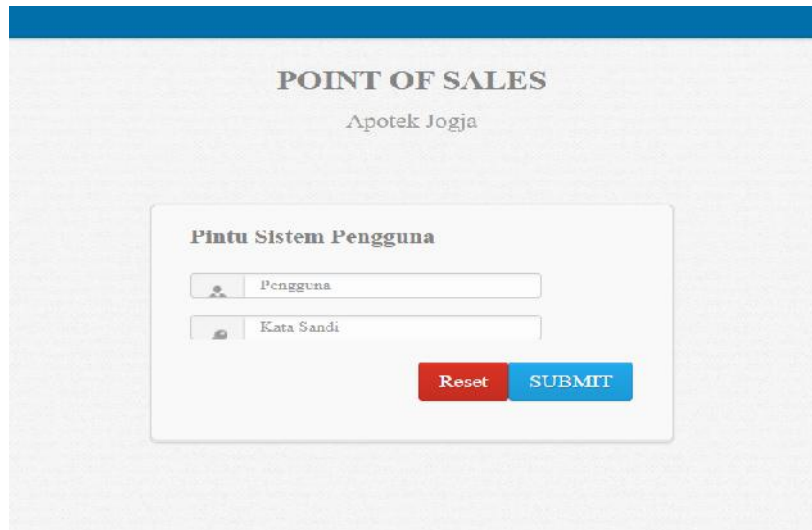 POINT OF SALES
Apotek Jogja
Pintu Sistem Pengguna
Pengguna
Kata Sandi
Reset SUBMIT